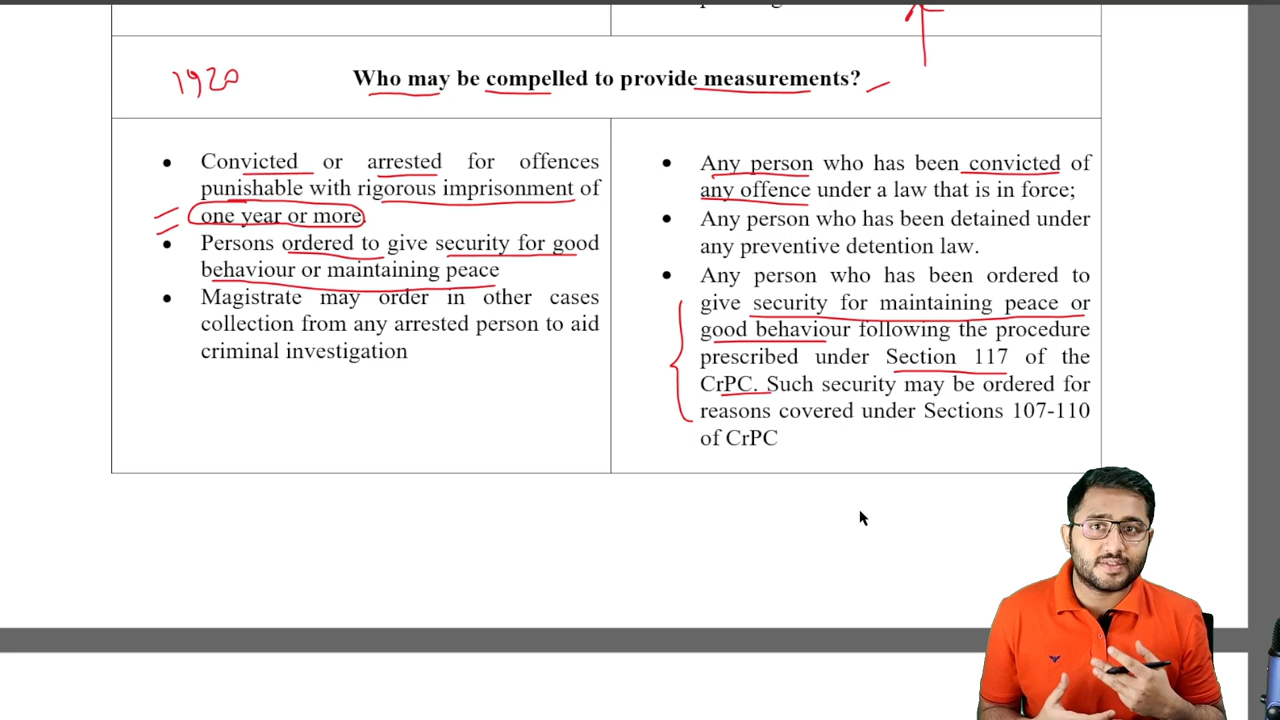 1920
Who may be compelled to provide measurements?
• Convicted or arrested for offences
punishable with rigorous imprisonment of
one year or more
• Persons ordered to give security for good
behaviour or maintaining peace
• Magistrate may order in other cases
collection from any arrested person to aid
criminal investigation
• Any person who has been convicted of
any offence under a law that is in force;
• Any person who has been detained under
any preventive detention law.
• Any person who has been ordered to
give security for maintaining peace or
good behaviour following the procedure
prescribed under Section 117 of the
CrPC. Such security may be ordered for
reasons covered under Sections 107-110
of CrPC